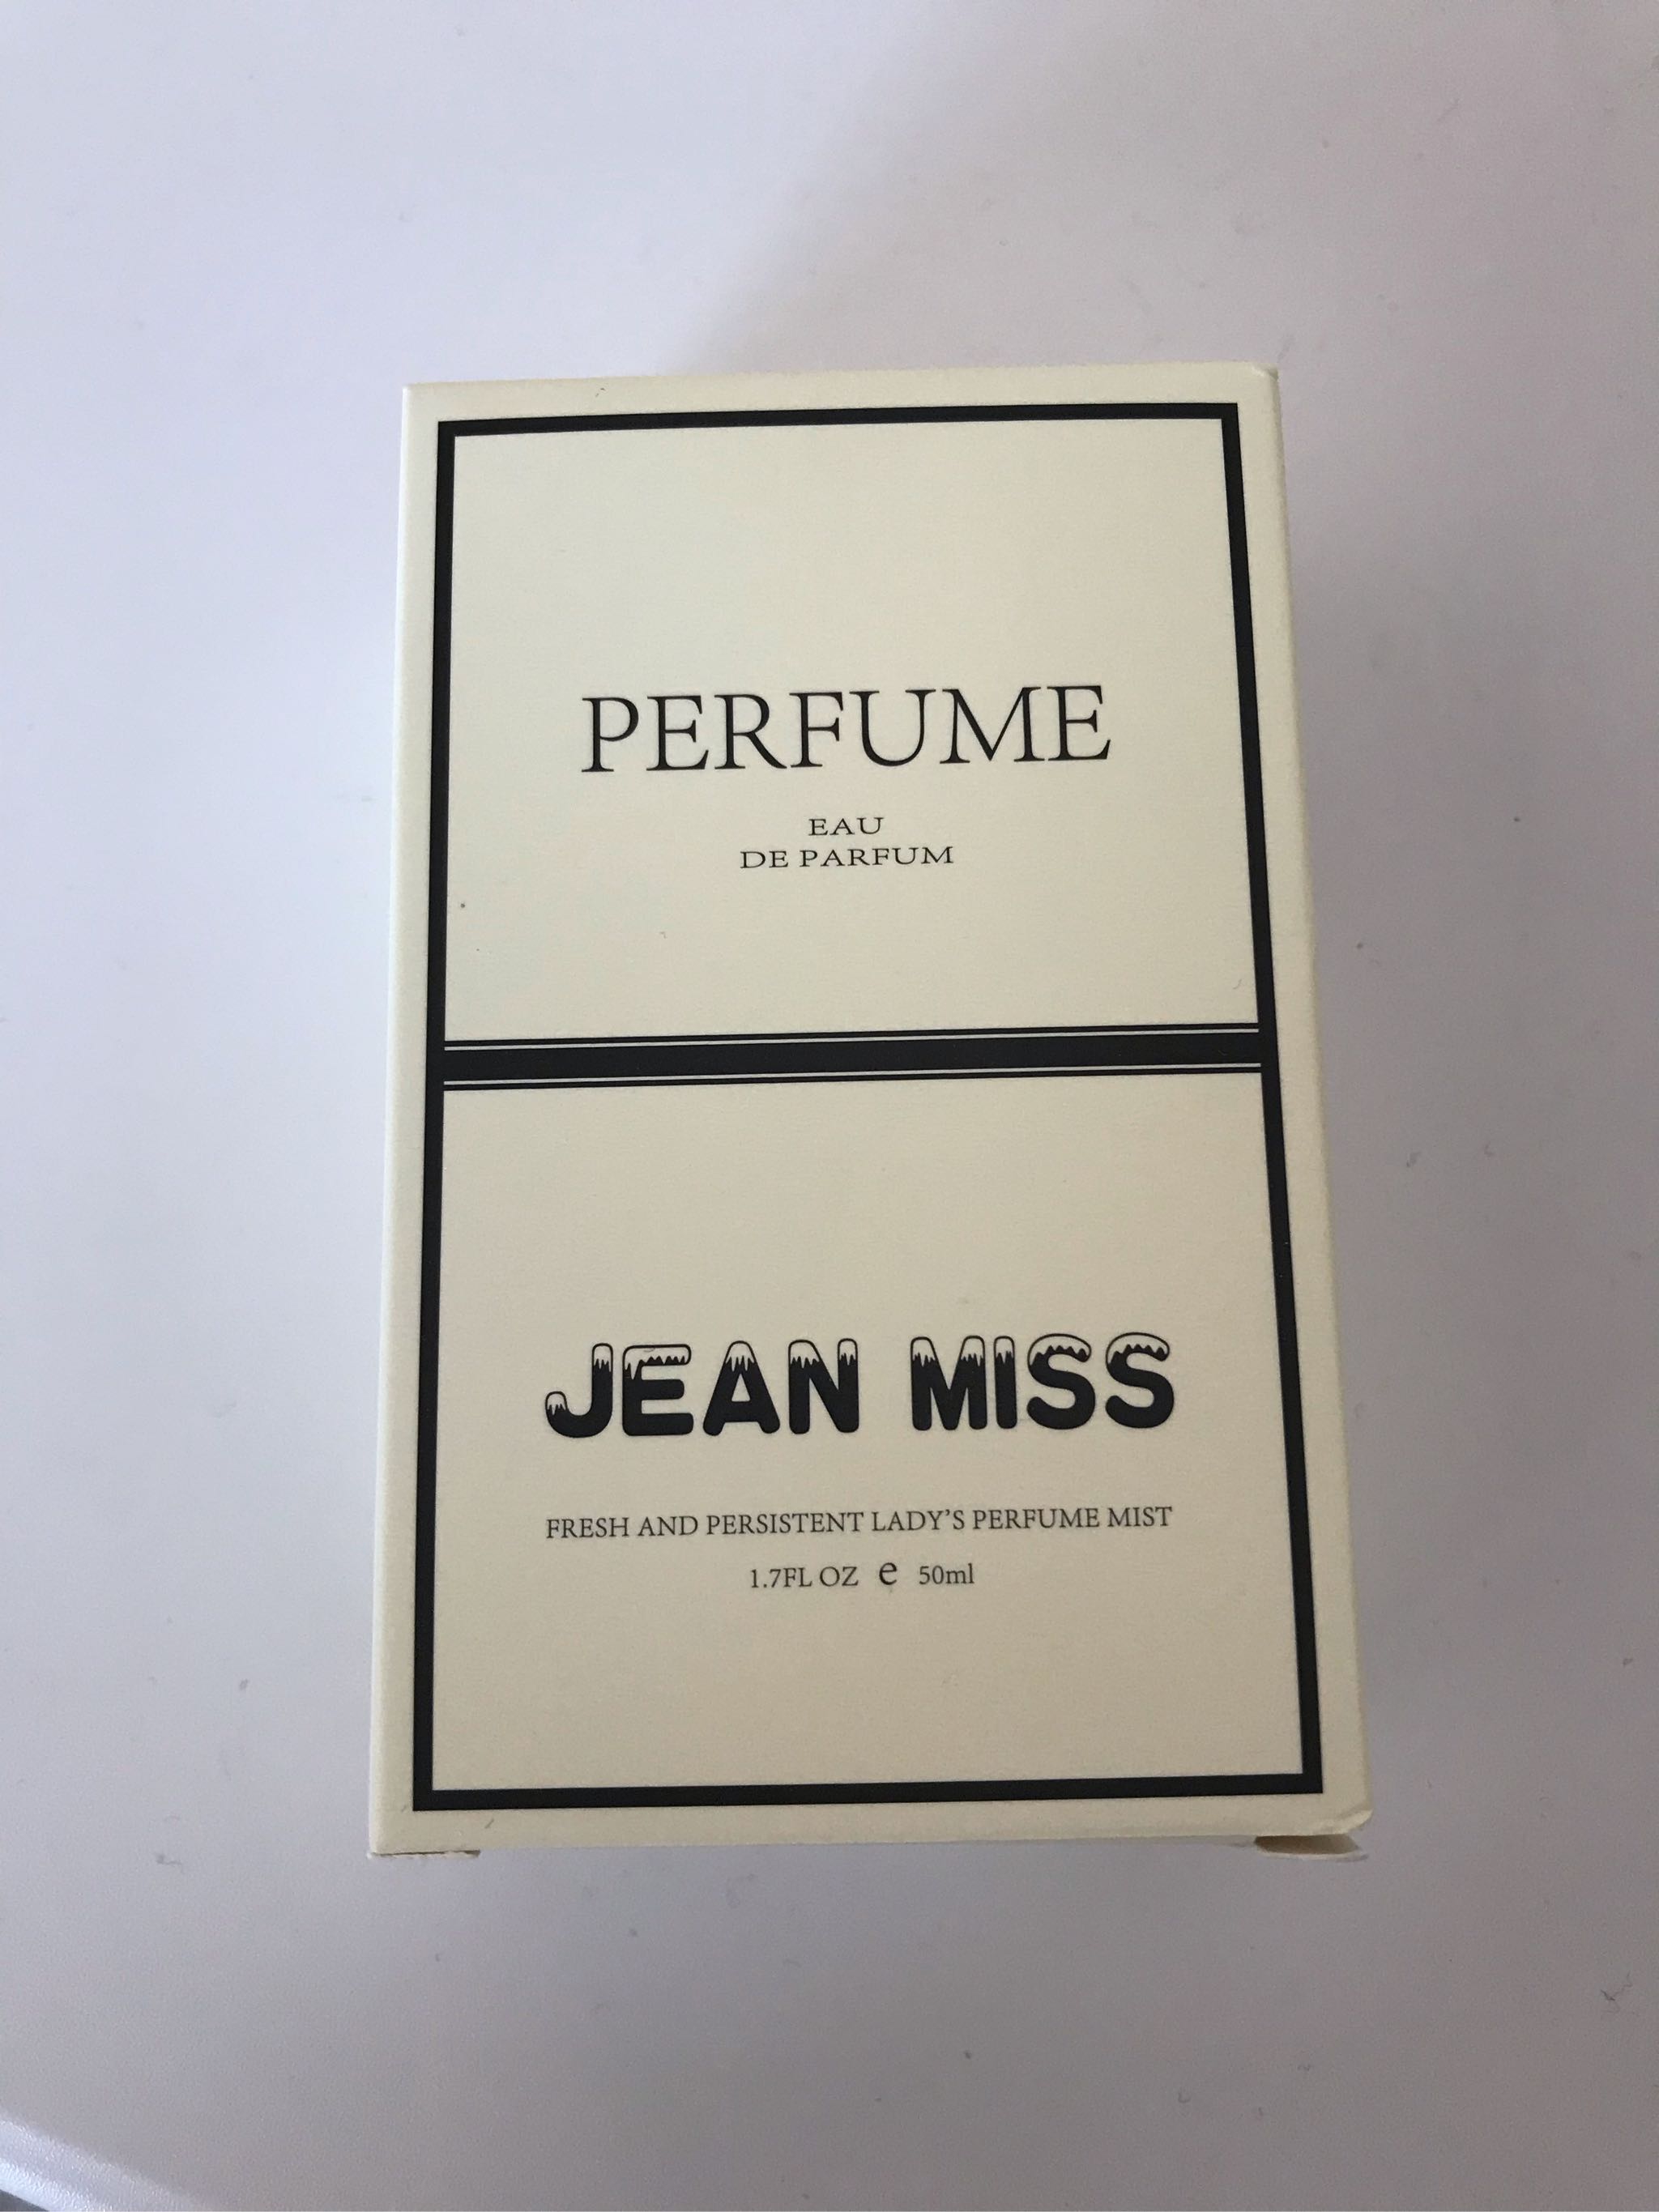 PERFUME
EAU
DE PARFUM
JEAN MISS
FRESH AND PERSISTENT LADY'S PERFUME MIST
1.7FL OZ e 50ml